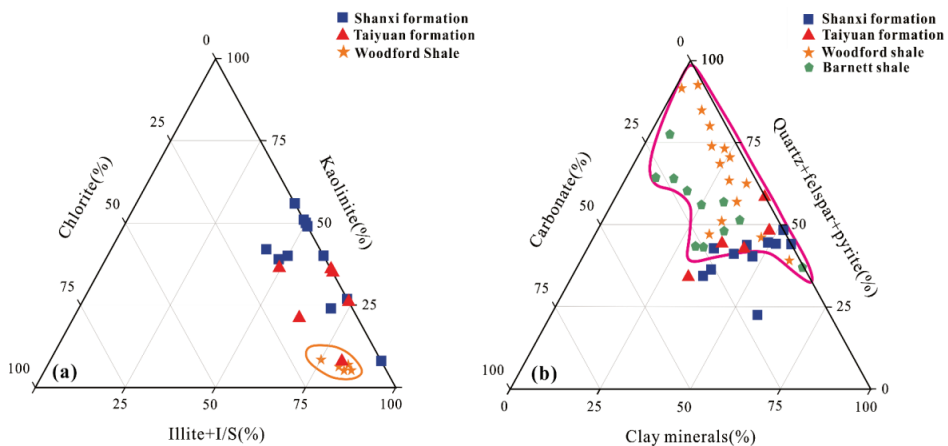 Shanxi formation
Taiyuan formation
Woodford Shale
0
100
25
75
Chlorite(%)
Kaolinite(%)
50
50
75
25
100
(a)
25
50
75
100
Illite+I/S(%)
Shanxi formation
Taiyuan formation
Woodford shale
Barnett shale
0
100
25
75
Carbonate(%)
Quartz+felspar+pyrite(%)
50
50
75
25
100
(b)
0
0
25
50
75
100
Clay minerals(%)